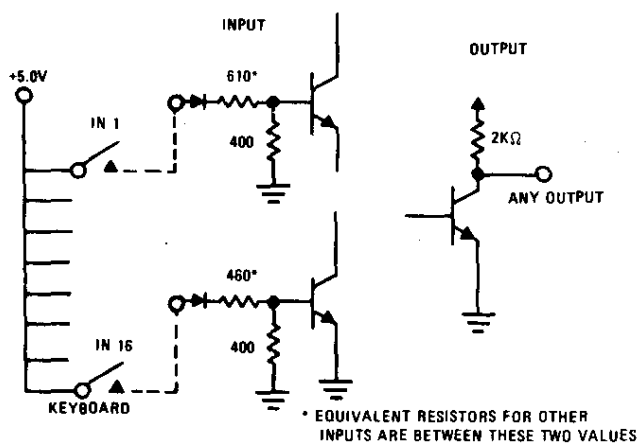 INPUT
OUTPUT
+5.0V
610*
IN 1
400
2KΩ
ANY OUTPUT
460*
400
IN 16
KEYBOARD
* EQUIVALENT RESISTORS FOR OTHER
INPUTS ARE BETWEEN THESE TWO VALUES